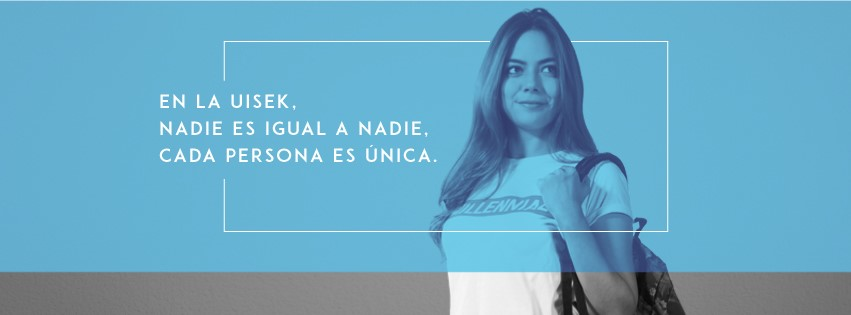 EN LA UISEK,
NADIE ES IGUAL A NADIE,
CADA PERSONA ES ÚNICA.